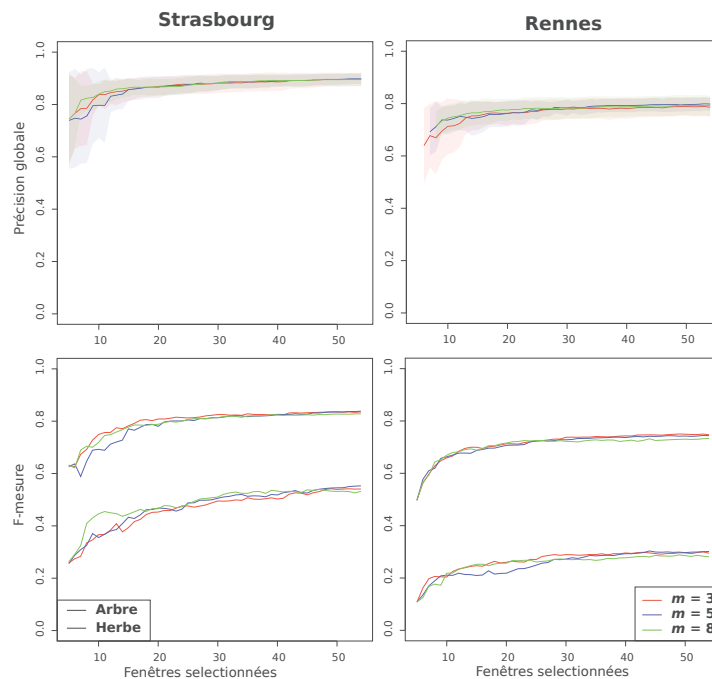 Strasbourg
Rennes
Précision globale
0.0 0.2 0.4 0.6 0.8 1.0
10 20 30 40 50
0.0 0.2 0.4 0.6 0.8 1.0
10 20 30 40 50
F-mesure
0.0 0.2 0.4 0.6 0.8 1.0
Arbre
Herbe
10 20 30 40 50
Fenêtres selectionnées
0.0 0.2 0.4 0.6 0.8 1.0
m = 3
m = 5
m = 8
10 20 30 40 50
Fenêtres selectionnées